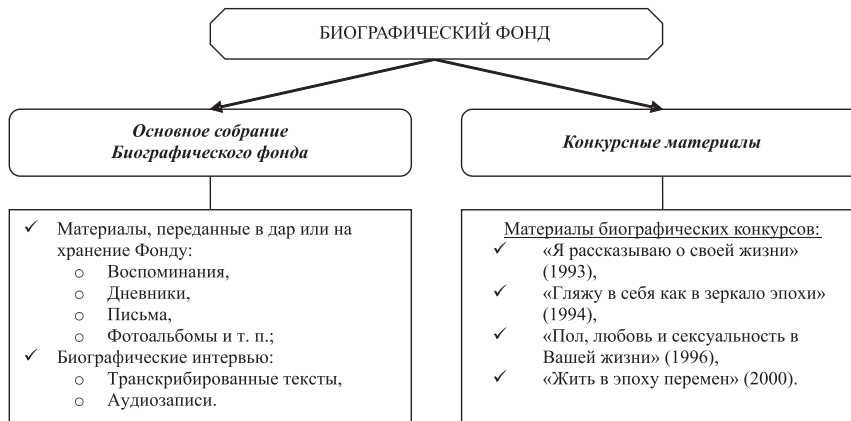 БИОГРАФИЧЕСКИЙ ФОНД
Основное собрание
Биографического фонда
✓ Материалы, переданные в дар или на
хранение Фонду:
o Воспоминания,
o Дневники,
o Письма,
o Фотоальбомы и т. п.;
✓ Биографические интервью:
o Транскрибированные тексты,
o Аудиозаписи.
Конкурсные материалы
Материалы биографических конкурсов:
✓ «Я рассказываю о своей жизни»
(1993),
✓ «Гляжу в себя как в зеркало эпохи»
(1994),
✓ «Пол, любовь и сексуальность в
Вашей жизни» (1996),
✓ «Жить в эпоху перемен» (2000).